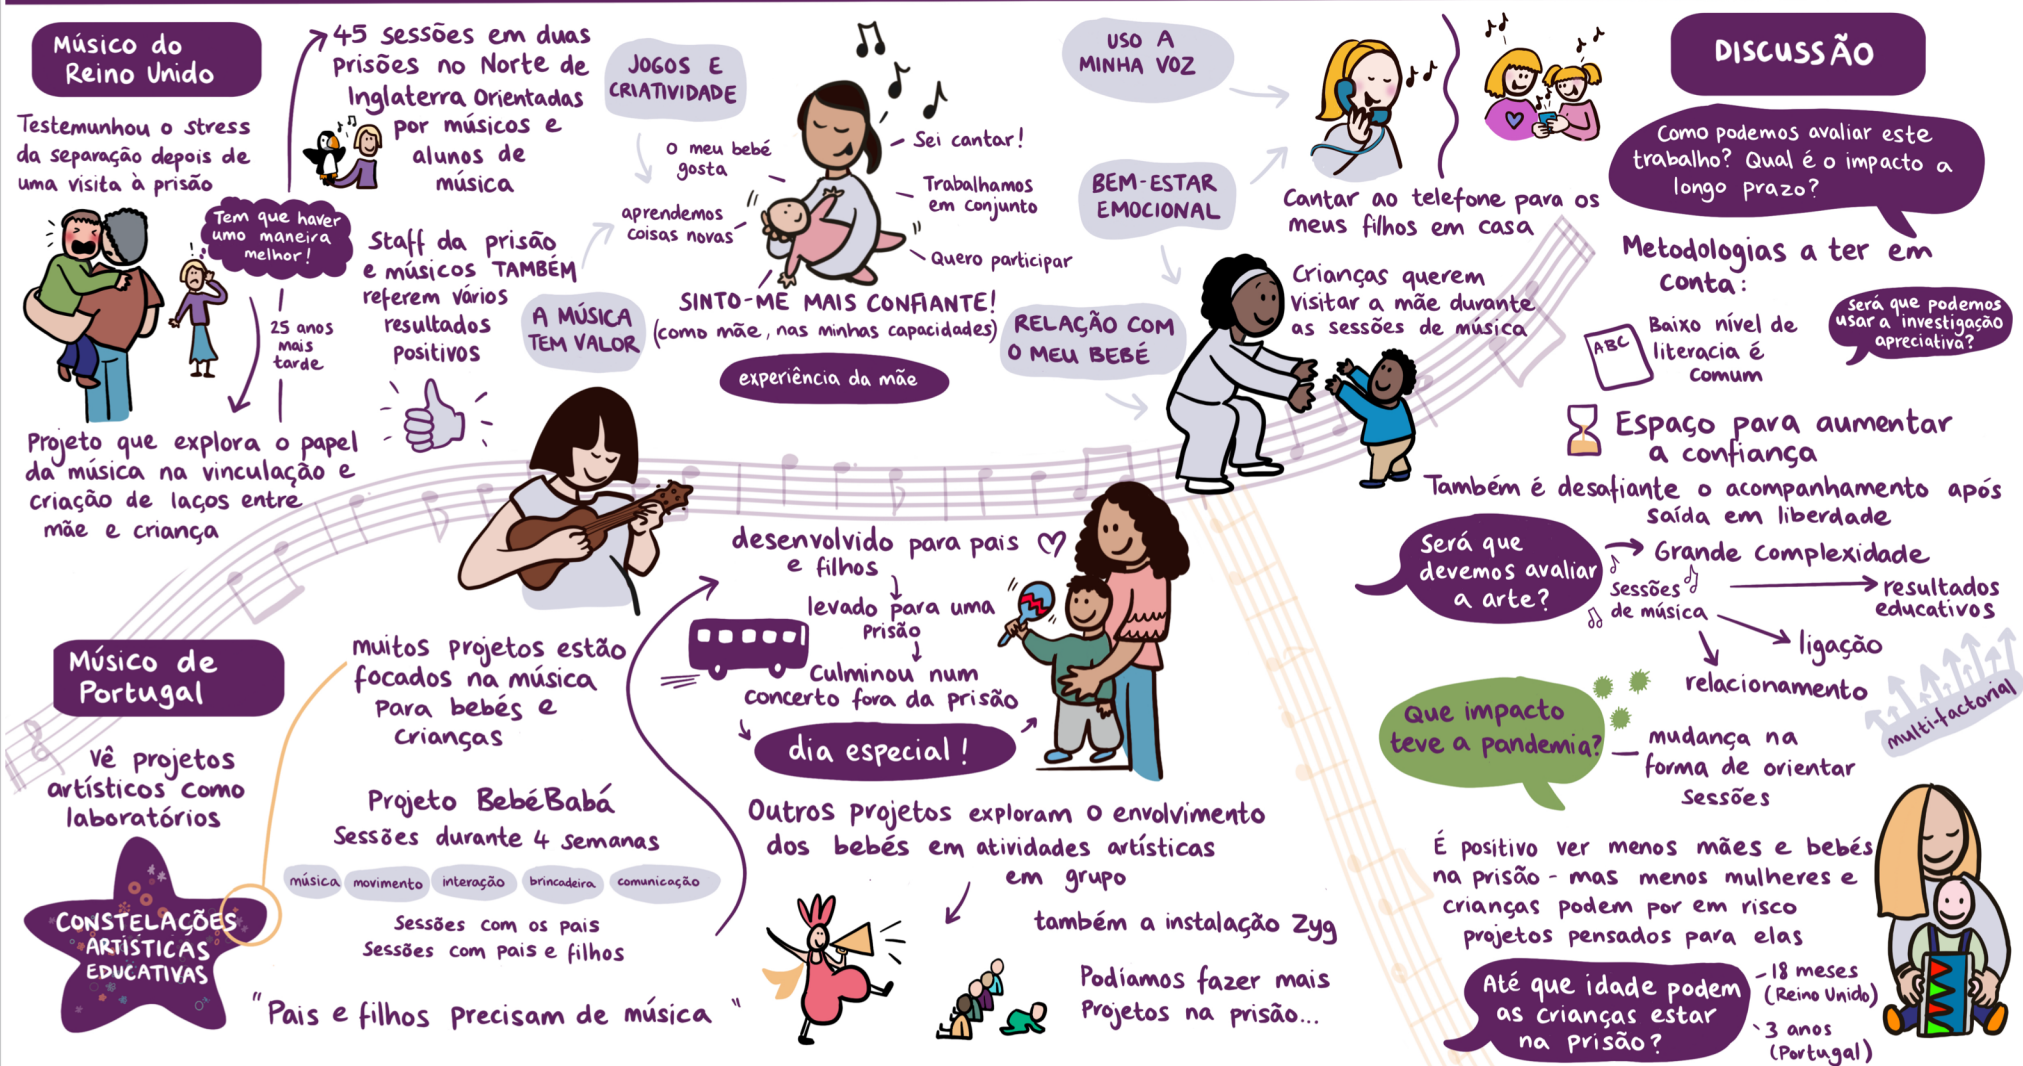 Músico do
Reino Unido
Testemunhou o stress
da separação depois de
uma visita à prisão
Tem que haver
umo maneira
melhor!
25 anos
mais
tarde
Projeto que explora o papel
da música na vinculação e
criação de laços entre
mãe e criança
45 sessões em duas
prisões no Norte de
Inglaterra Orientadas
por músicos e
alunos de
música
Staff da prisão
e músicos TAMBÉM
referem vários
resultados
positivos
JOGOS E
CRIATIVIDADE
A MÚSICA
TEM VALOR
O meu bebé
gosta
aprendemos
coisas novas
Sei cantar!
Trabalhamos
em conjunto
Quero participar
SINTO-ME MAIS CONFIANTE!
(como mãe, nas minhas capacidades)
experiência da mãe
USO A
MINHA VOZ
BEM-ESTAR
EMOCIONAL
RELAÇÃO COM
O MEU BEBÉ
Cantar ao telefone para os
meus filhos em casa
Crianças querem
visitar a mãe durante
as sessões de música
Músico de
Portugal
Vê projetos
artísticos como
laboratórios
CONSTELAÇÕES
ARTÍSTICAS
EDUCATIVAS
muitos projetos estão
focados na música
para bebés e
crianças
Projeto BebéBabá
Sessões durante 4 semanas
música
movimento
interação
brincadeira
comunicação
Sessões com os pais
Sessões com pais e filhos
"Pais e filhos precisam de música"
desenvolvido para pais
e filhos
levado para uma
prisão
Culminou num
concerto fora da prisão
dia especial!
Outros projetos exploram o envolvimento
dos bebés em atividades artísticas
em grupo
também a instalação Zyg
Podíamos fazer mais
Projetos na prisão...
DISCUSSÃO
Como podemos avaliar este
trabalho? Qual é o impacto a
longo prazo?
Metodologias a ter em
conta:
ABC
Baixo nível de
literacia é
comum
será que podemos
usar a investigação
apreciativa?
Espaço para aumentar
a confiança
Também é desafiante o acompanhamento após
saída em liberdade
Será que
devemos avaliar
a arte?
Grande complexidade
Sessões
de música
resultados
educativos
ligação
relacionamento
multi-factorial
Que impacto
teve a pandemia?
mudança na
forma de orientar
Sessões
É positivo ver menos mães e bebés
na prisão - mas menos mulheres e
crianças podem por em risco
projetos pensados para elas
Até que idade podem
as crianças estar
na prisão?
18 meses
(Reino Unido)
3 anos
(Portugal)